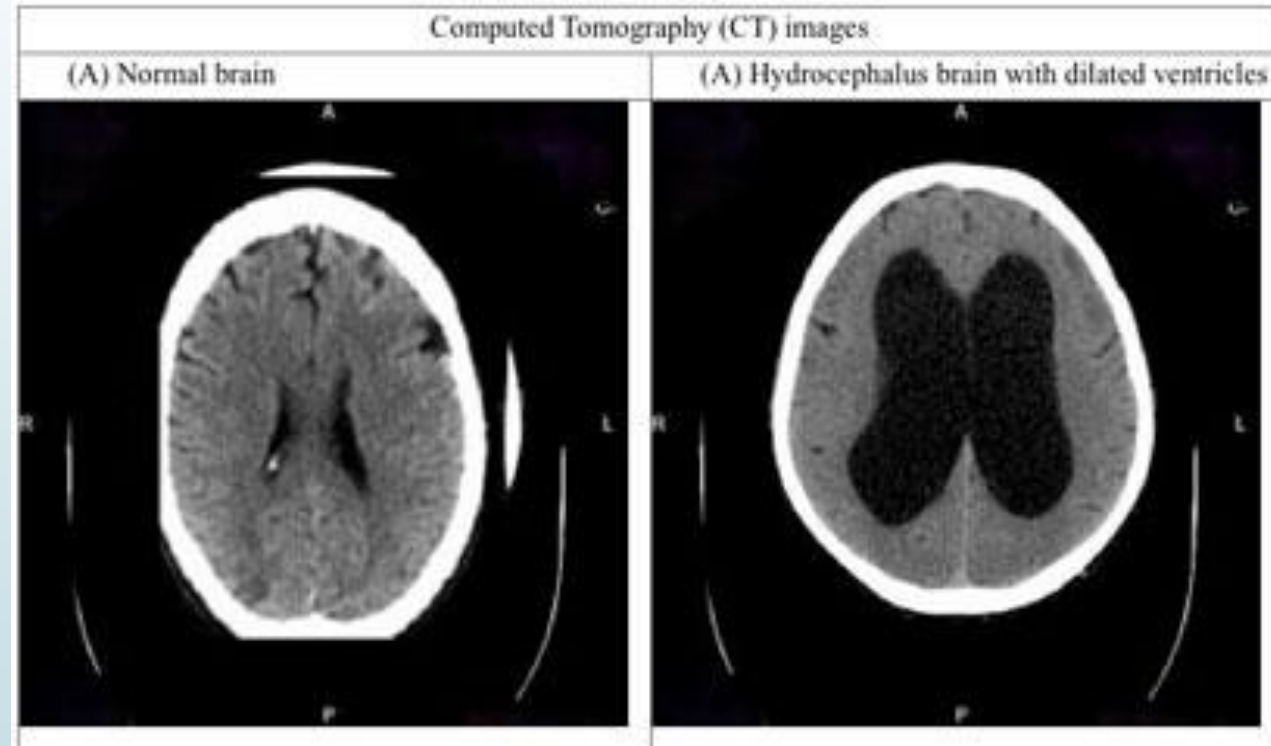 Computed Tomography (CT) images
(A) Normal brain
(A) Hydrocephalus brain with dilated ventricles
A
A
R
L
P
P